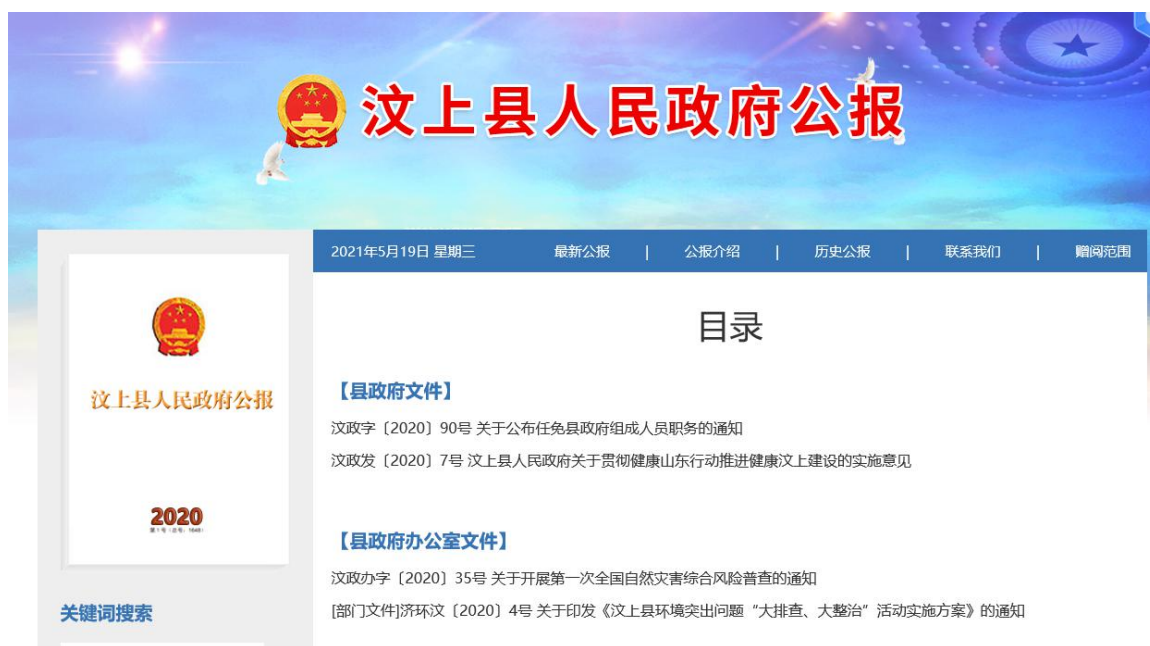 汶上县人民政府公报
2021年5月19日 星期三 最新公报 | 公报介绍 | 历史公报 | 联系我们 | 赠阅范围
汶上县人民政府公报
2020
关键词搜索
目录
【县政府文件】
汶政字〔2020〕90号 关于公布任免县政府组成人员职务的通知
汶政发〔2020〕7号 汶上县人民政府关于贯彻健康山东行动推进健康汶上建设的实施意见
【县政府办公室文件】
汶政办字〔2020〕35号 关于开展第一次全国自然灾害综合风险普查的通知
[部门文件]济环汶〔2020〕4号 关于印发《汶上县环境突出问题“大排查、大整治”活动实施方案》的通知